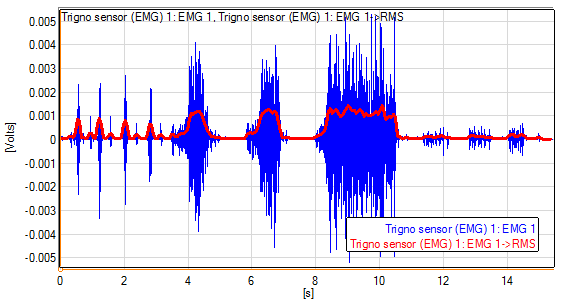 Trigno sensor (EMG) 1: EMG 1, Trigno sensor (EMG) 1: EMG 1->RMS
0.005
0.004
0.003
0.002
0.001
0
-0.001
-0.002
-0.003
-0.004
-0.005
[Volts]
Trigno sensor (EMG) 1: EMG 1
Trigno sensor (EMG) 1: EMG 1->RMS
0 2 4 6 8 10 12 14
[s]